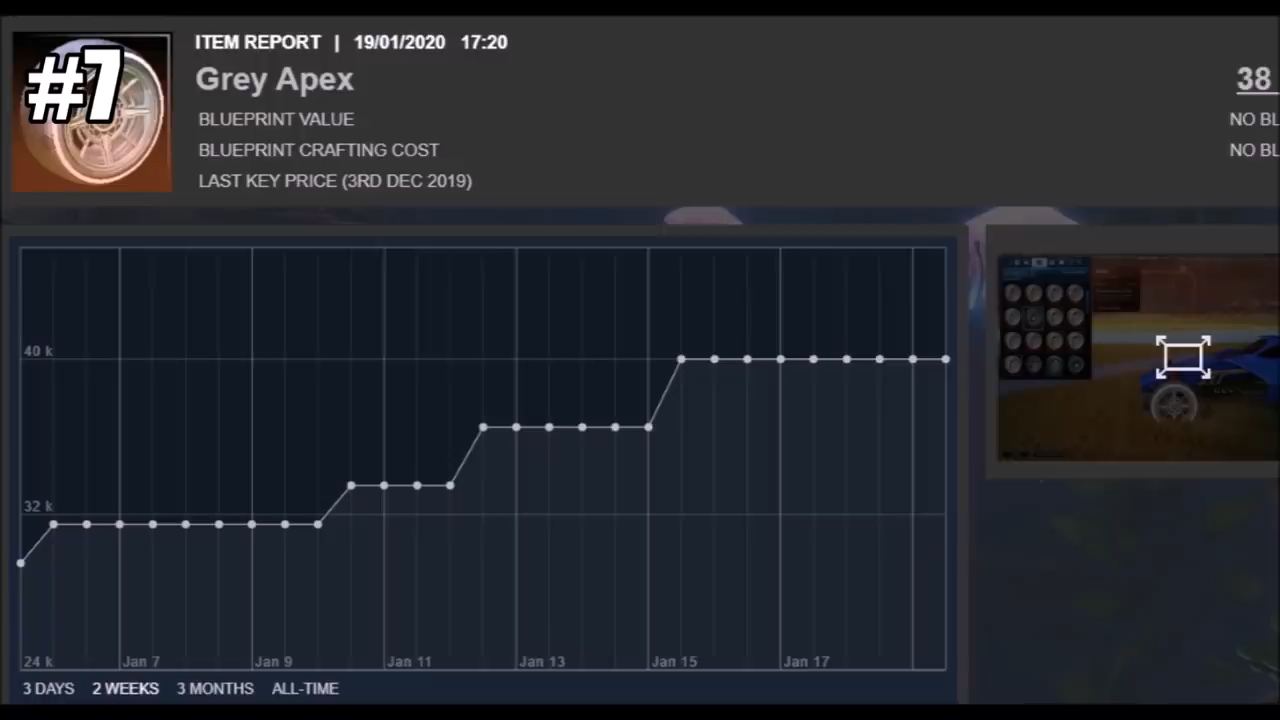 #7
ITEM REPORT | 19/01/2020 17:20
Grey Apex
38
BLUEPRINT VALUE
NO BL
BLUEPRINT CRAFTING COST
NO BL
LAST KEY PRICE (3RD DEC 2019)
40 k
32 k
24 k
Jan 7 Jan 9 Jan 11 Jan 13 Jan 15 Jan 17
3 DAYS 2 WEEKS 3 MONTHS ALL-TIME